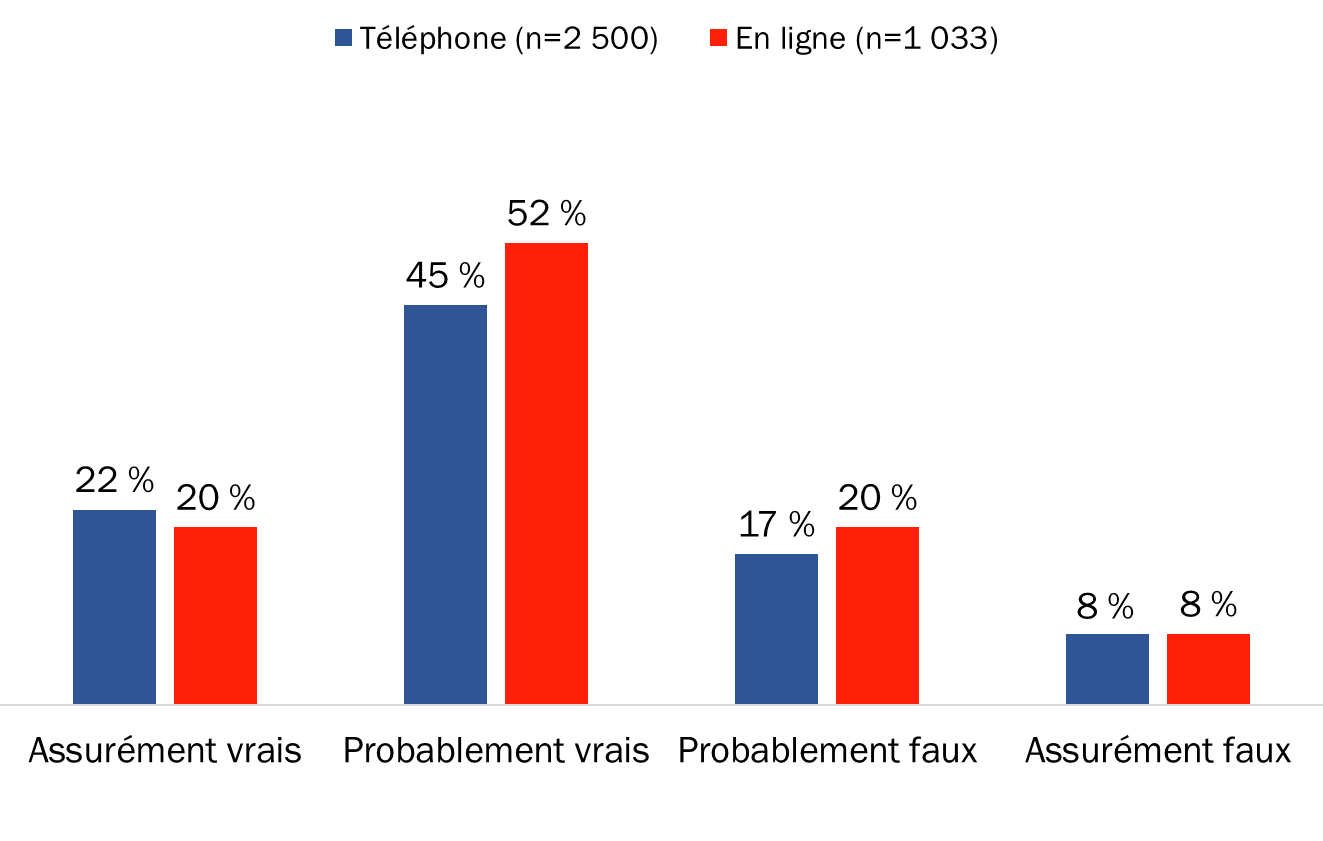 Téléphone (n=2 500) En ligne (n=1 033)
52 %
45 %
22 % 20 %
17 % 20 %
8 % 8 %
Assurément vrais Probablement vrais Probablement faux Assurément faux